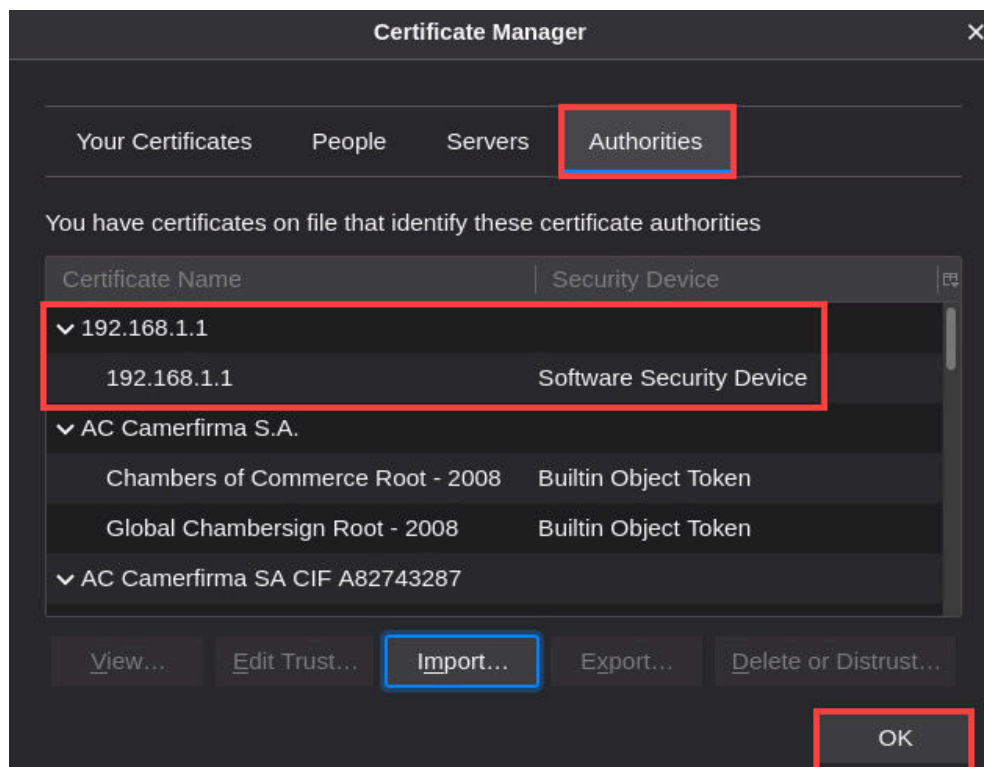 Certificate Manager
Your Certificates People Servers Authorities
You have certificates on file that identify these certificate authorities
Certificate Name Security Device
192.168.1.1
192.168.1.1 Software Security Device
AC Camerfirma S.A.
Chambers of Commerce Root - 2008 Builtin Object Token
Global Chambersign Root - 2008 Builtin Object Token
AC Camerfirma SA CIF A82743287
View... Edit Trust... Import... Export... Delete or Distrust...
OK